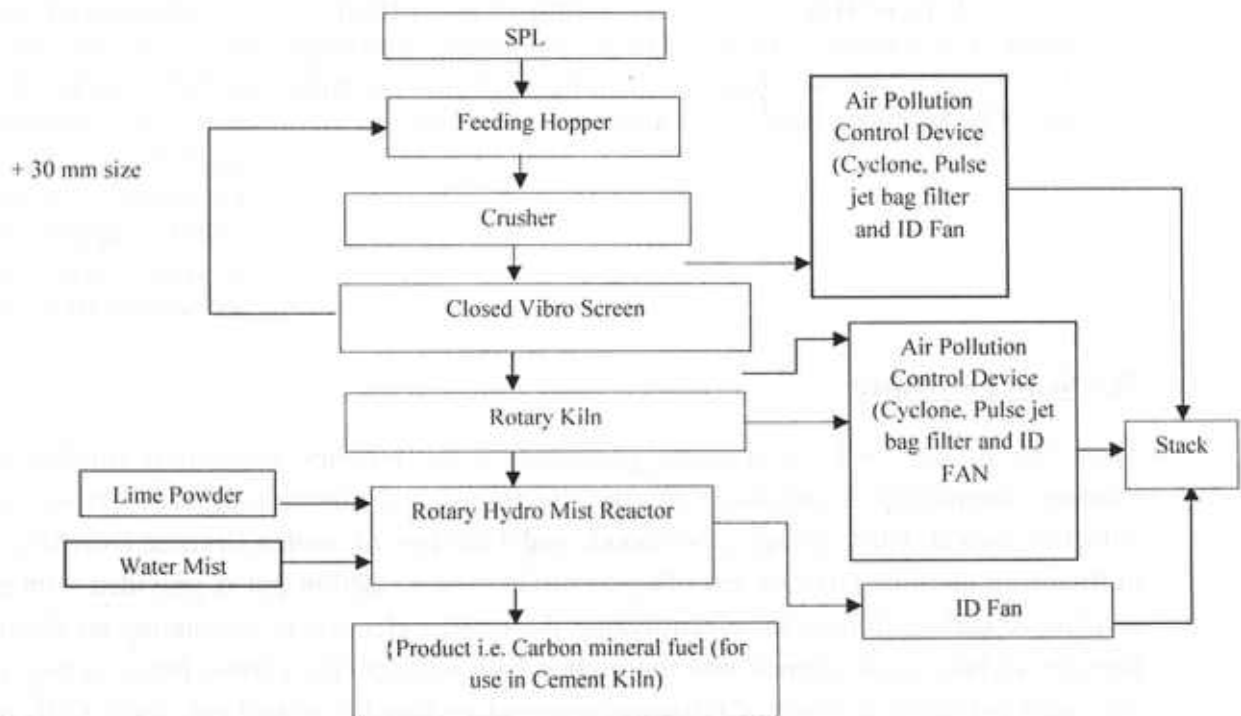 SPL
Feeding Hopper
+ 30 mm size
Crusher
Closed Vibro Screen
Rotary Kiln
Lime Powder
Water Mist
Rotary Hydro Mist Reactor
{Product i.e. Carbon mineral fuel (for
use in Cement Kiln)
Air Pollution
Control Device
(Cyclone, Pulse
jet bag filter
and ID Fan
Air Pollution
Control Device
(Cyclone, Pulse jet
bag filter and ID
FAN
ID Fan
Stack